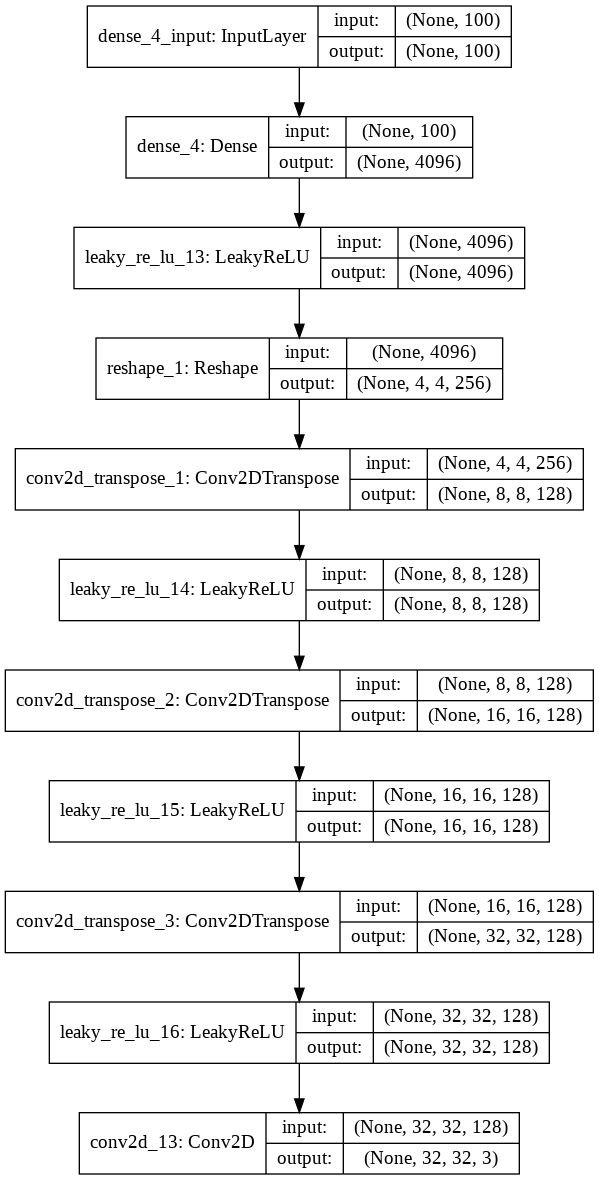 dense_4_input: InputLayer
input: (None, 100)
output: (None, 100)
dense_4: Dense
input: (None, 100)
output: (None, 4096)
leaky_re_lu_13: LeakyReLU
input: (None, 4096)
output: (None, 4096)
reshape_1: Reshape
input: (None, 4096)
output: (None, 4, 4, 256)
conv2d_transpose_1: Conv2DTranspose
input: (None, 4, 4, 256)
output: (None, 8, 8, 128)
leaky_re_lu_14: LeakyReLU
input: (None, 8, 8, 128)
output: (None, 8, 8, 128)
conv2d_transpose_2: Conv2DTranspose
input: (None, 8, 8, 128)
output: (None, 16, 16, 128)
leaky_re_lu_15: LeakyReLU
input: (None, 16, 16, 128)
output: (None, 16, 16, 128)
conv2d_transpose_3: Conv2DTranspose
input: (None, 16, 16, 128)
output: (None, 32, 32, 128)
leaky_re_lu_16: LeakyReLU
input: (None, 32, 32, 128)
output: (None, 32, 32, 128)
conv2d_13: Conv2D
input: (None, 32, 32, 128)
output: (None, 32, 32, 3)